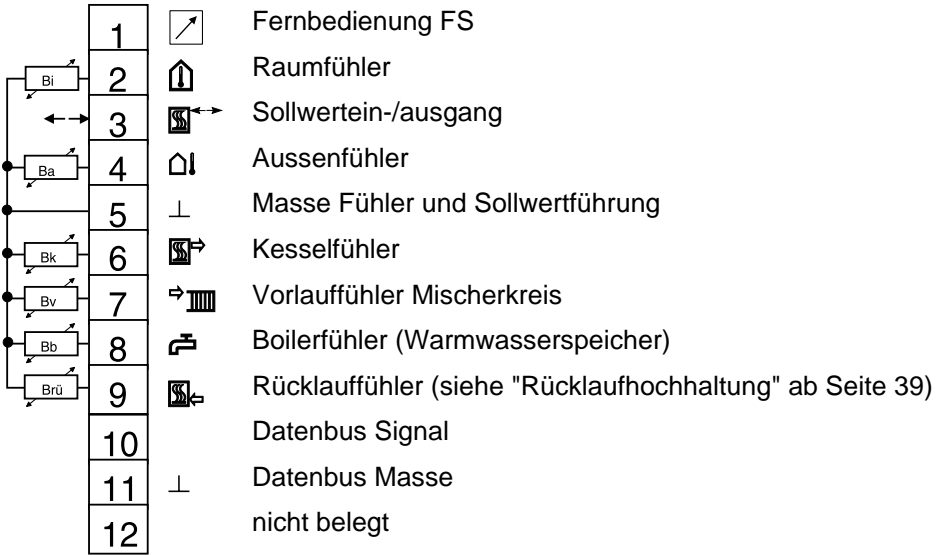 1 Fernbedienung FS
Bi 2 Raumfühler
3 Sollwertein-/ausgang
Ba 4 Aussenfühler
5 Masse Fühler und Sollwertführung
Bk 6 Kesselfühler
Bv 7 Vorlauffühler Mischerkreis
Bb 8 Boilerfühler (Warmwasserspeicher)
Brü 9 Rücklauffühler (siehe "Rücklaufhochhaltung" ab Seite 39)
10 Datenbus Signal
11 Datenbus Masse
12 nicht belegt